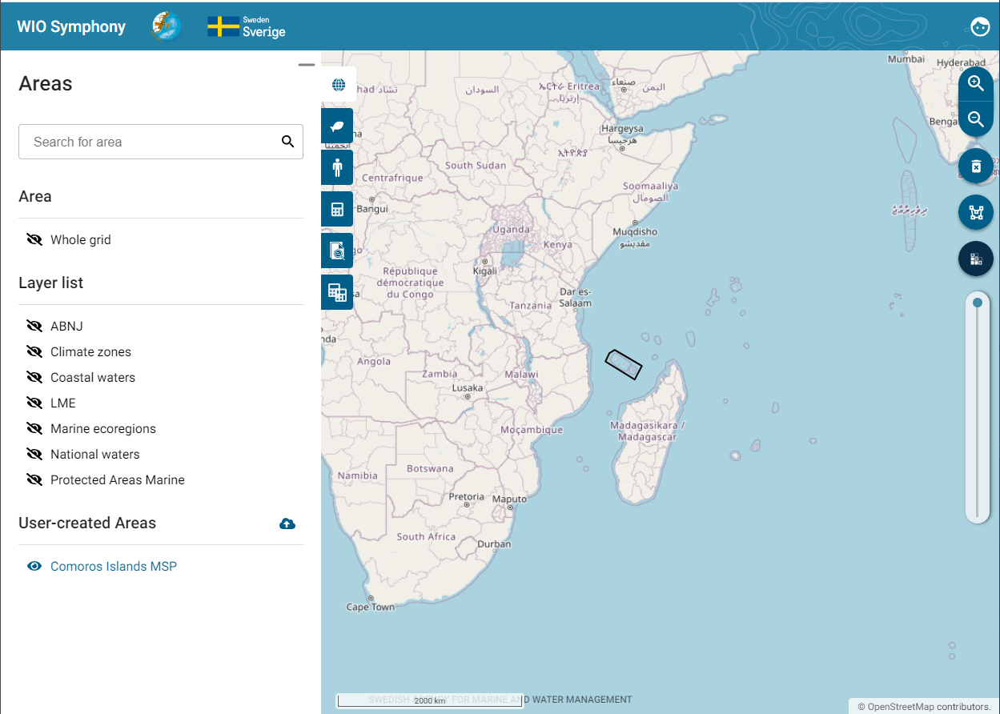 WIO Symphony
Sweden
Sverige
Areas
Search for area
Area
Whole grid
Layer list
ABNJ
Climate zones
Coastal waters
LME
Marine ecoregions
National waters
Protected Areas Marine
User-created Areas
Comoros Islands MSP
Mumbai
Hyderabad
صنعاء
اليمن
ኤርትራ Eritrea
إرتريا
had تشاد
السودان
Benga
Hargeysa
هرجيسا
ኢትዮጵያ
South Sudan
Centrafrique
Bangui
Soomaaliya
الصومال
Muqdisho
مقديشو
Uganda
Kenya
Kigali
République
démocratique
du Congo
Dar es-
Salaam
Tanzania
Angola
Zambia
Malawi
Lusaka
Moçambique
Madagasikara /
Madagascar
Botswana
Namibia
Pretoria
Maputo
South Africa
Durban
Cape Town
2000 km
SWEDISH AGENCY FOR MARINE AND WATER MANAGEMENT
© OpenStreetMap contributors.